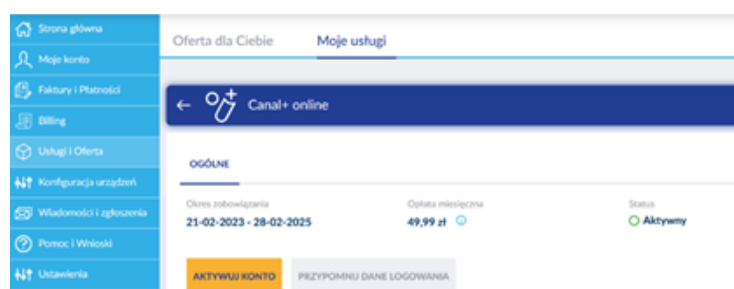 Strona główna
Moje konto
Faktury i Płatności
Billing
Usługi i Oferta
Konfiguracja urządzeń
Wiadomości i zgłoszenia
Pomoc i Wnioski
Ustawienia
Oferta dla Ciebie Moje usługi
Canal+ online
OGÓLNE
Okres zobowiązania Opłata miesięczna Status
21-02-2023 - 28-02-2025 49,99 zł Aktywny
AKTYWUJ KONTO PRZYPOMNIJ DANE LOGOWANIA